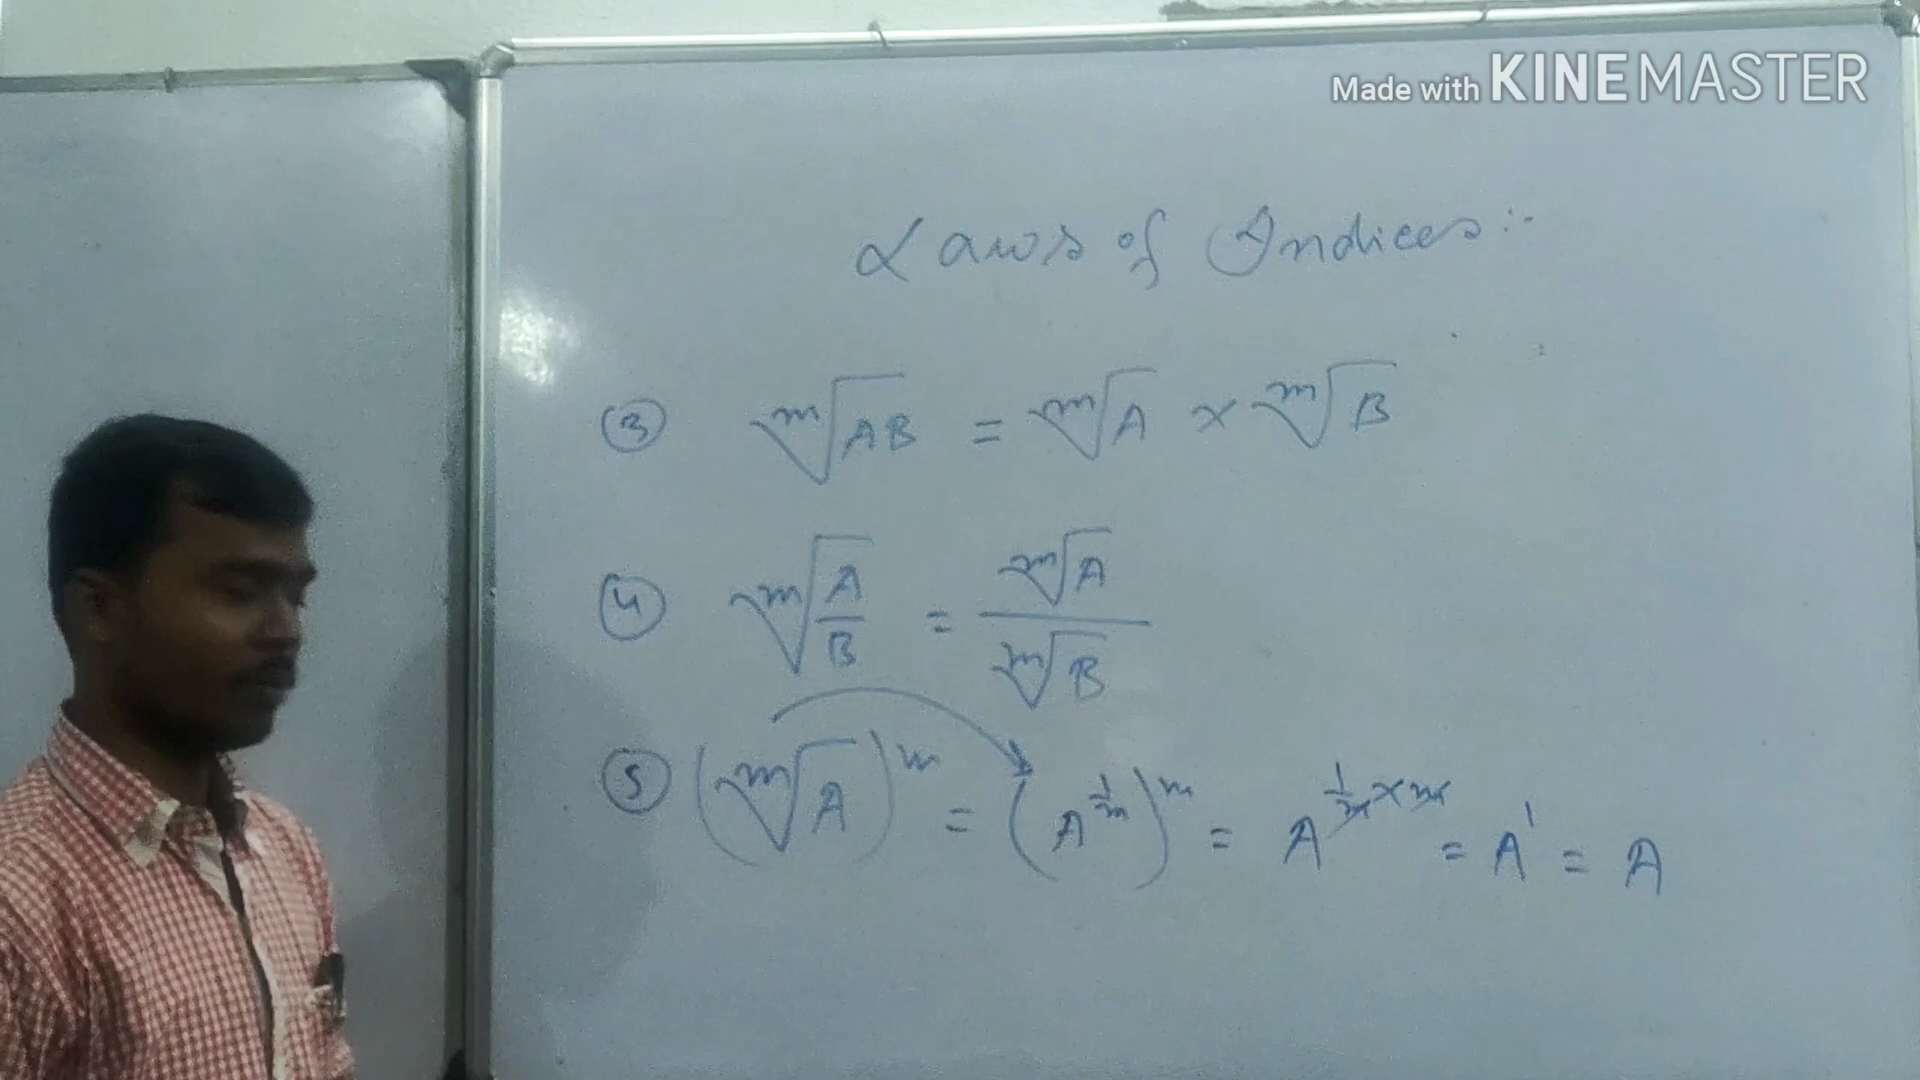 Made with KINEMASTER
Laws of Indices :-
③ ᵐ√AB = ᵐ√A × ᵐ√B
④ ᵐ√(A/B) = ᵐ√A / ᵐ√B
⑤ (ᵐ√A)ᵐ = (A^(1/m))ᵐ = A^(1/m × m) = A¹ = A